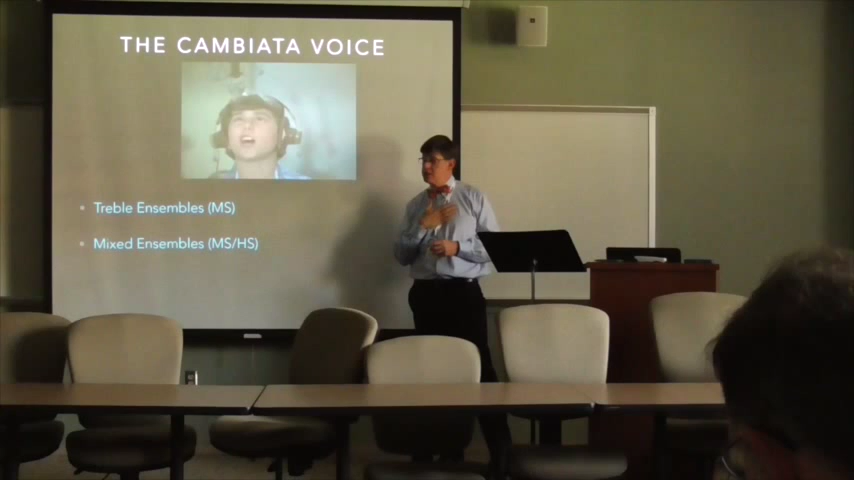 THE CAMBIATA VOICE
Treble Ensembles (MS)
Mixed Ensembles (MS/HS)